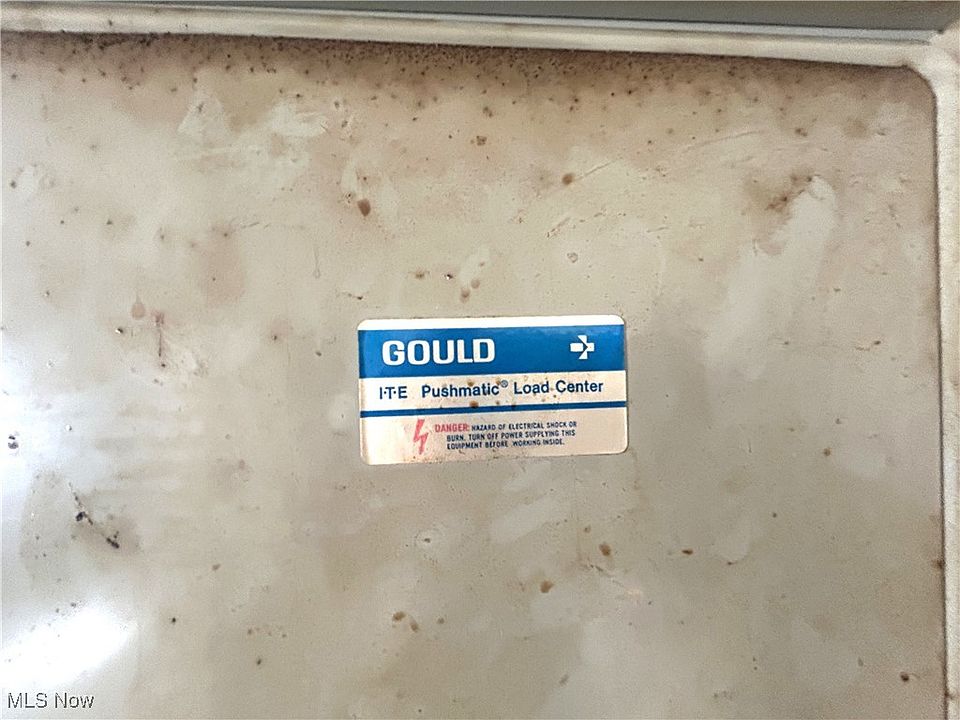 GOULD
I-T-E Pushmatic® Load Center
DANGER: HAZARD OF ELECTRICAL SHOCK OR
BURN. TURN OFF POWER SUPPLYING THIS
EQUIPMENT BEFORE WORKING INSIDE.
MLS Now